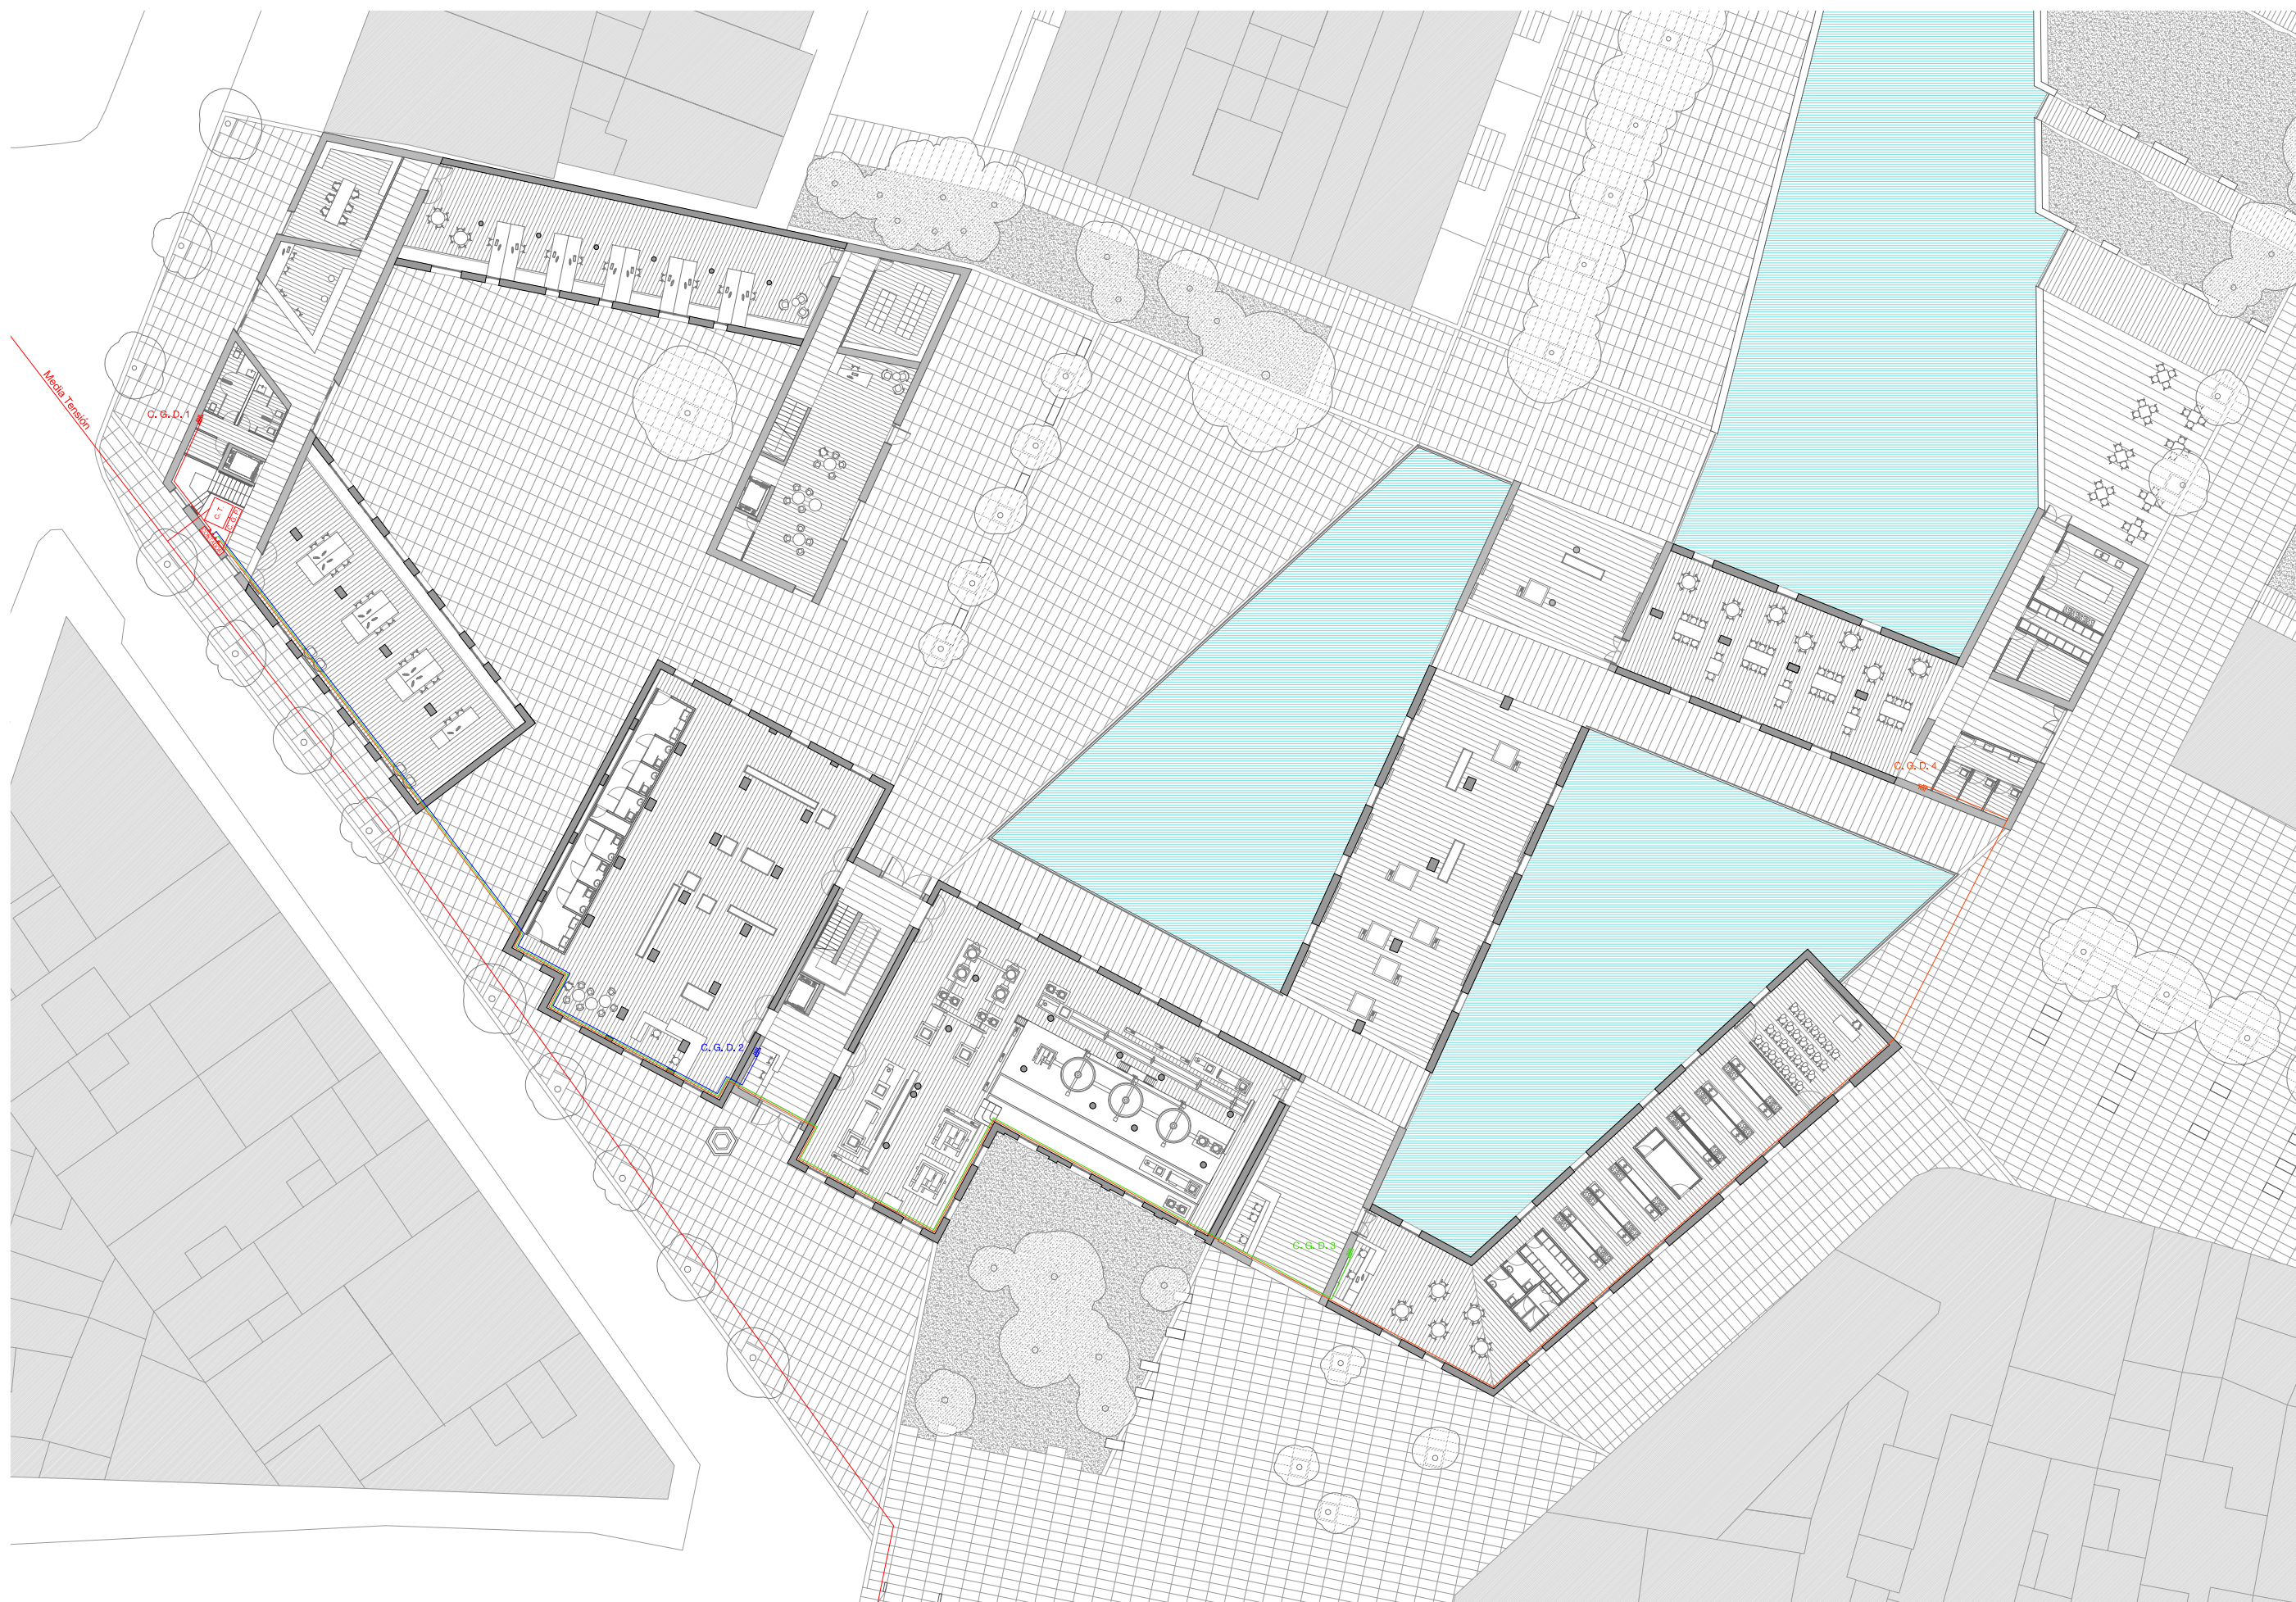 Media Tensión
C. G. D. 1
C. T.
C. G. P.
C. G. D. 2
C. G. D. 3
C. G. D. 4